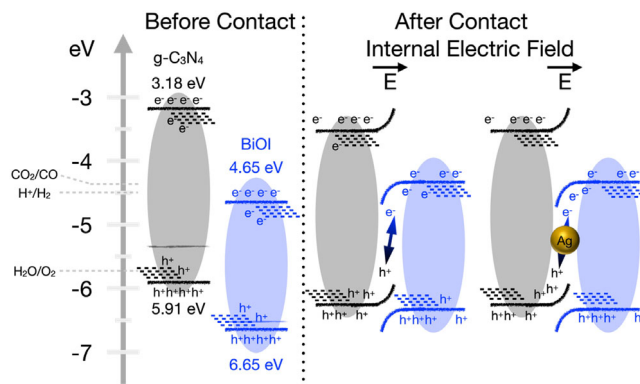 Before Contact
After Contact
Internal Electric Field
eV
g-C₃N₄
3.18 eV
E
E
-3
e⁻ e⁻ e⁻ e⁻
e⁻
e⁻
BiOI
4.65 eV
-4
CO₂/CO
H⁺/H₂
e⁻ e⁻ e⁻ e⁻
e⁻
e⁻
-5
H₂O/O₂
h⁺
h⁺
h⁺h⁺h⁺h⁺
5.91 eV
-6
h⁺
h⁺
h⁺h⁺h⁺h⁺
6.65 eV
-7
e⁻ e⁻ e⁻
e⁻
e⁻ e⁻
e⁻
e⁻
h⁺
h⁺
h⁺
h⁺ h⁺
h⁺
h⁺h⁺h⁺
e⁻ e⁻ e⁻
e⁻
e⁻ e⁻
e⁻
e⁻
Ag
h⁺
h⁺
h⁺
h⁺ h⁺
h⁺
h⁺h⁺h⁺